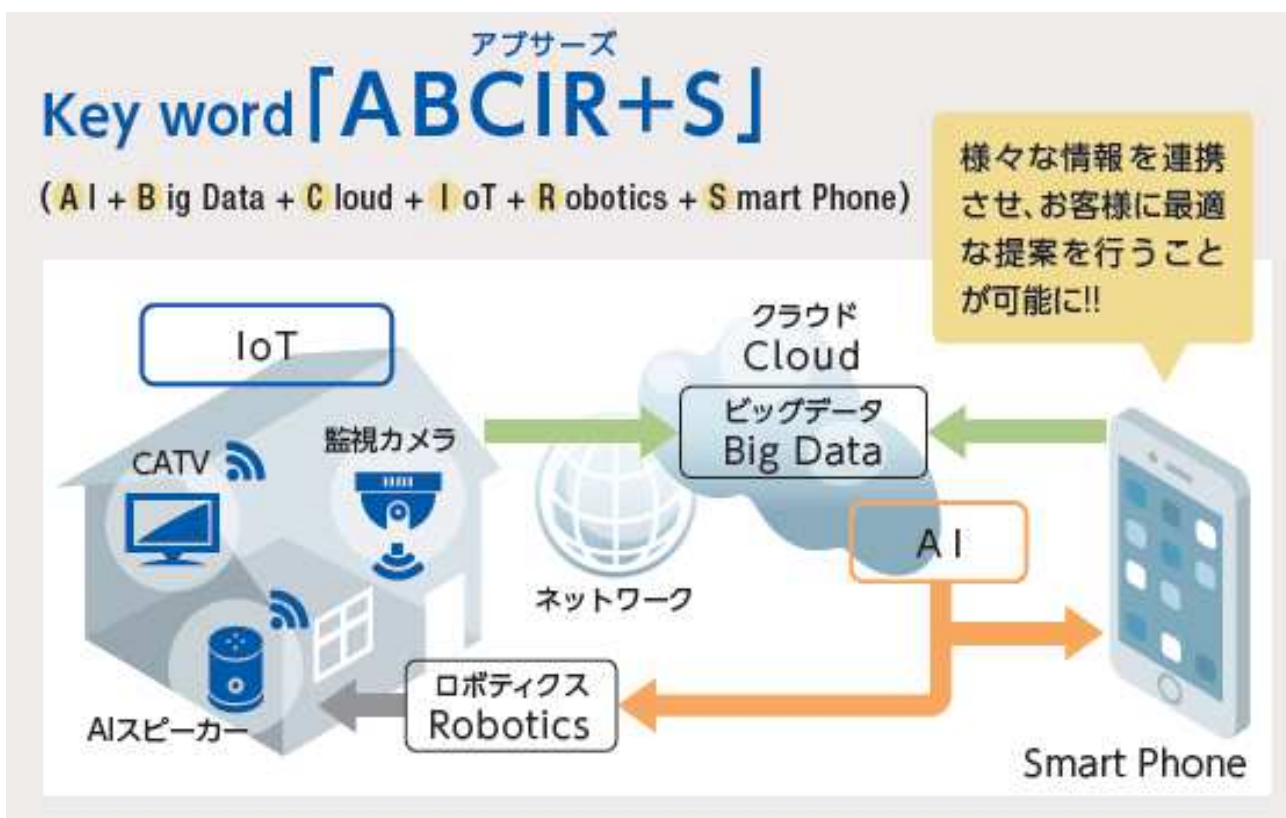 アプサーズ
Key word「ABCIR+S」
(AI + Big Data + Cloud + IoT + Robotics + Smart Phone)
様々な情報を連携
させ、お客様に最適
な提案を行うこと
が可能に!!
IoT
クラウド
Cloud
ビッグデータ
Big Data
CATV
監視カメラ
AI
ネットワーク
AIスピーカー
ロボティクス
Robotics
Smart Phone